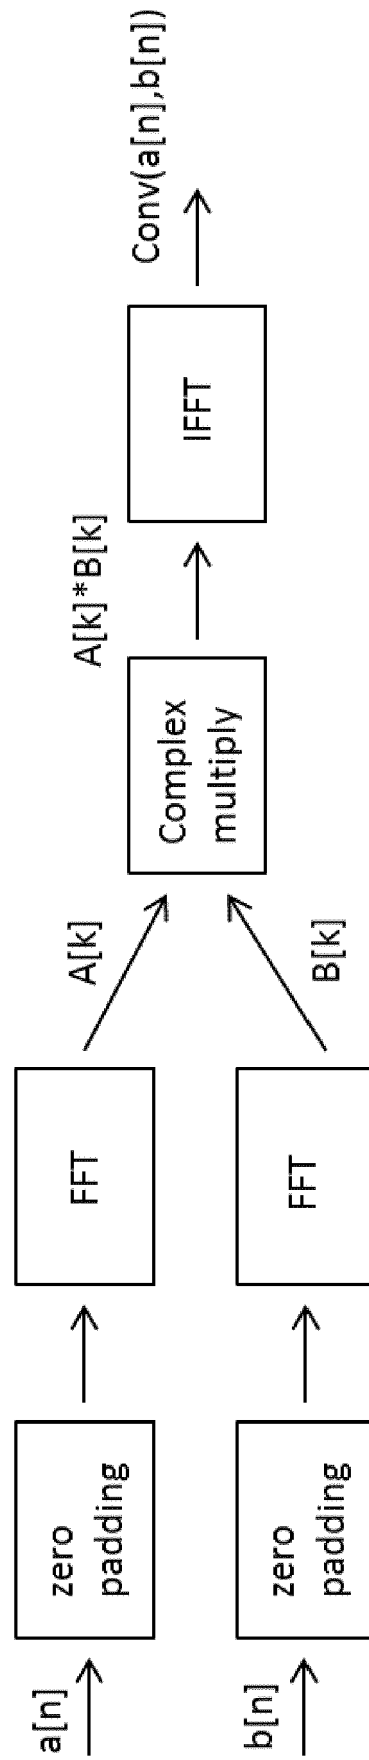 a[n]
zero
padding
FFT
A[k]
b[n]
zero
padding
FFT
B[k]
Complex
multiply
A[k]*B[k]
IFFT
Conv(a[n],b[n])